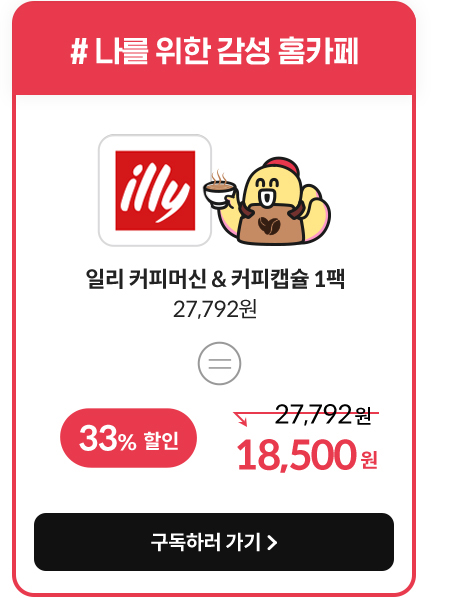 # 나를 위한 감성 홈카페
illy
일리 커피머신 & 커피캡슐 1팩
27,792원
33% 할인
27,792원
18,500원
구독하러 가기 >